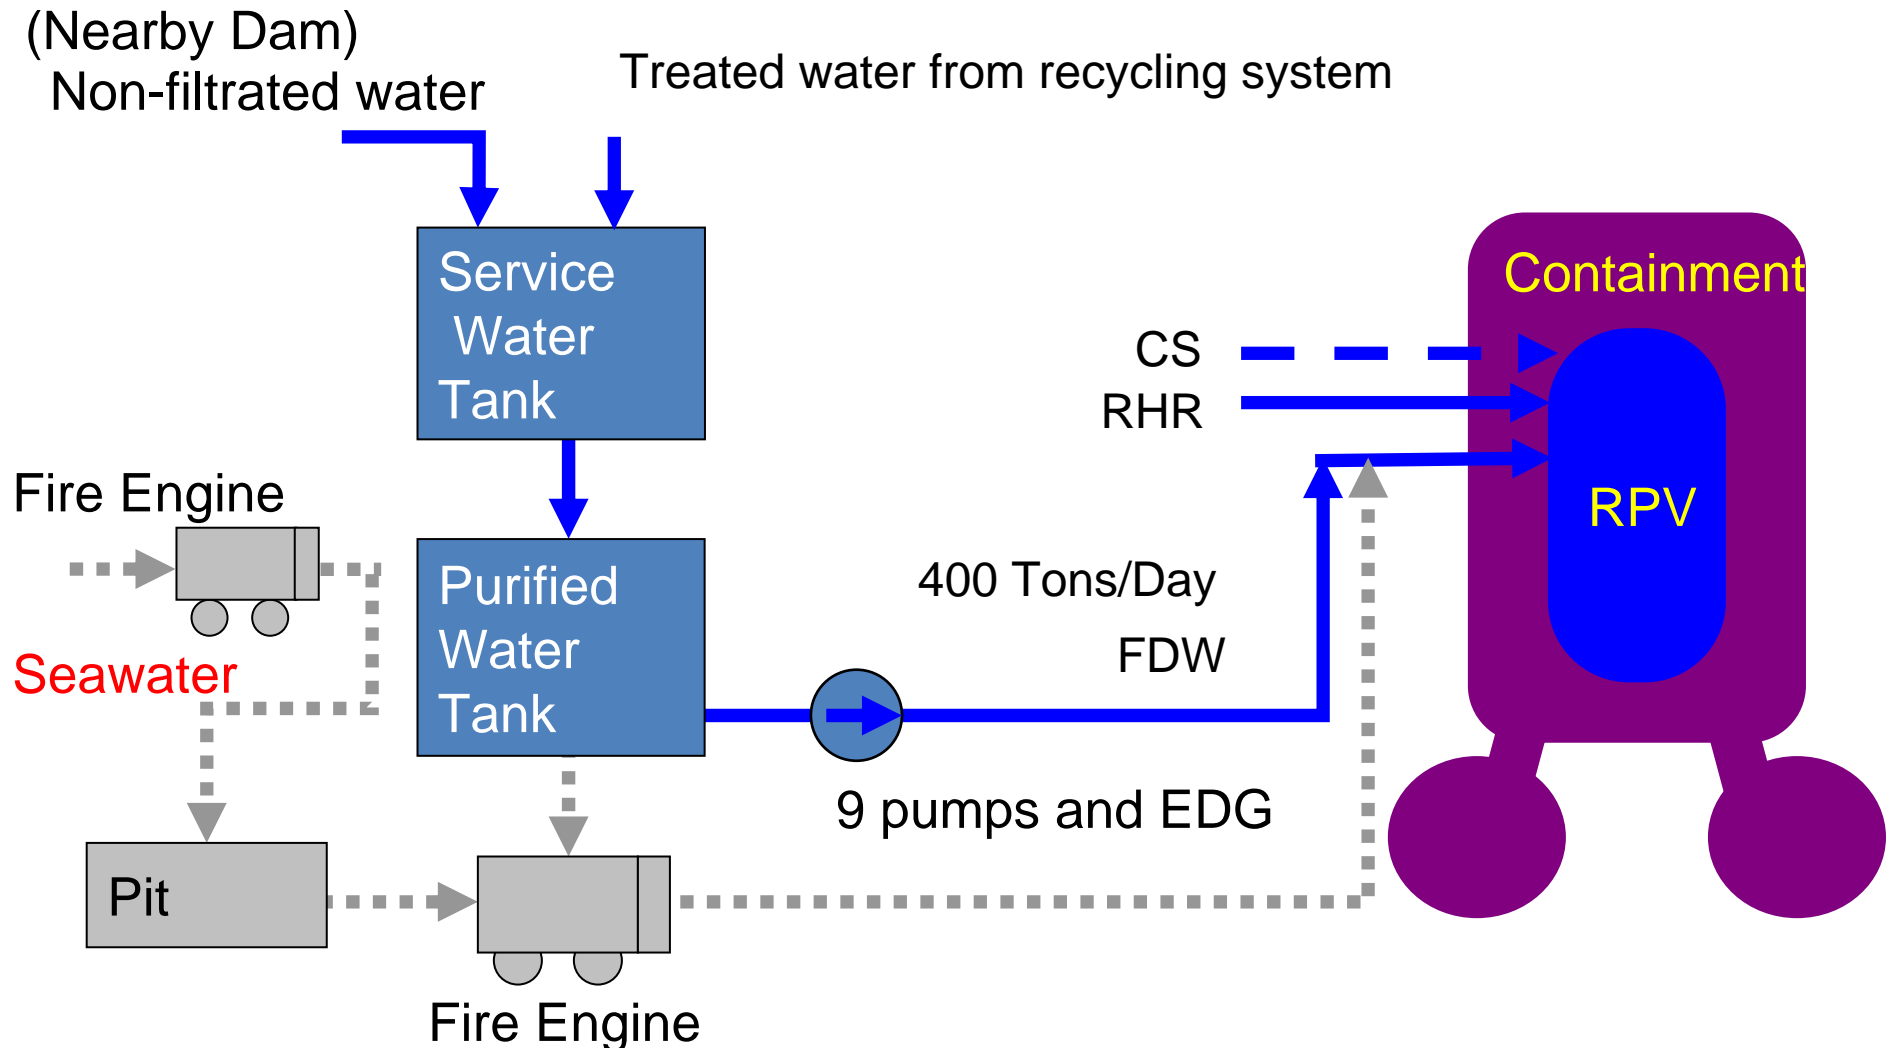 (Nearby Dam)
Non-filtrated water
Treated water from recycling system
Service
Water
Tank
Containment
CS
RHR
RPV
Fire Engine
Purified
Water
Tank
400 Tons/Day
FDW
Seawater
9 pumps and EDG
Pit
Fire Engine